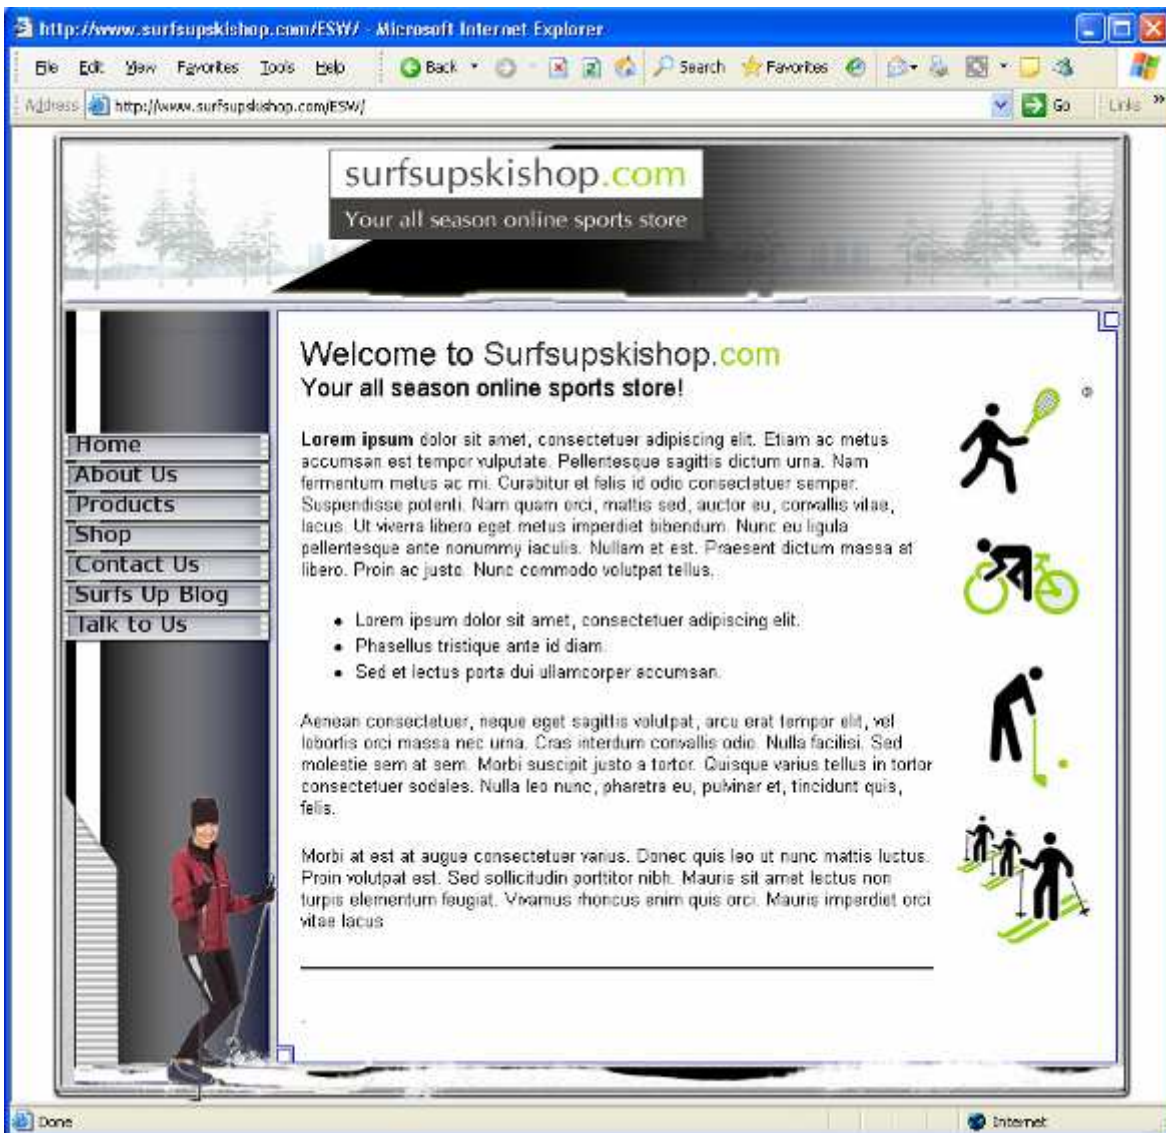 http://www.surfsupskishop.com/ESW/ - Microsoft Internet Explorer
File Edit View Favorites Tools Help Back Search Favorites
Address http://www.surfsupskishop.com/ESW/ Go Links »
surfsupskishop.com
Your all season online sports store
Home
About Us
Products
Shop
Contact Us
Surfs Up Blog
Talk to Us
Welcome to Surfsupskishop.com
Your all season online sports store!
Lorem ipsum dolor sit amet, consectetuer adipiscing elit. Etiam ac metus
accumsan est tempor vulputate. Pellentesque sagittis dictum urna. Nam
fermentum metus ac mi. Curabitur et felis id odio consectetuer semper.
Suspendisse potenti. Nam quam orci, mattis sed, auctor eu, convallis vitae,
lacus. Ut viverra libero eget metus imperdiet bibendum. Nunc eu ligula
pellentesque ante nonummy iaculis. Nullam et est. Praesent dictum massa at
libero. Proin ac justo. Nunc commodo volutpat tellus.
• Lorem ipsum dolor sit amet, consectetuer adipiscing elit.
• Phasellus tristique ante id diam.
• Sed et lectus porta dui ullamcorper accumsan.
Aenean consectetuer, neque eget sagittis volutpat, arcu erat tempor elit, vel
lobortis orci massa nec urna. Cras interdum convallis odio. Nulla facilisi. Sed
molestie sem at sem. Morbi suscipit justo a tortor. Quisque varius tellus in tortor
consectetuer sodales. Nulla leo nunc, pharetra eu, pulvinar et, tincidunt quis,
felis.
Morbi at est at augue consectetuer varius. Donec quis leo ut nunc mattis luctus.
Proin volutpat est. Sed sollicitudin porttitor nibh. Mauris sit amet lectus non
turpis elementum feugiat. Vivamus rhoncus enim quis orci. Mauris imperdiet orci
vitae lacus
Done Internet